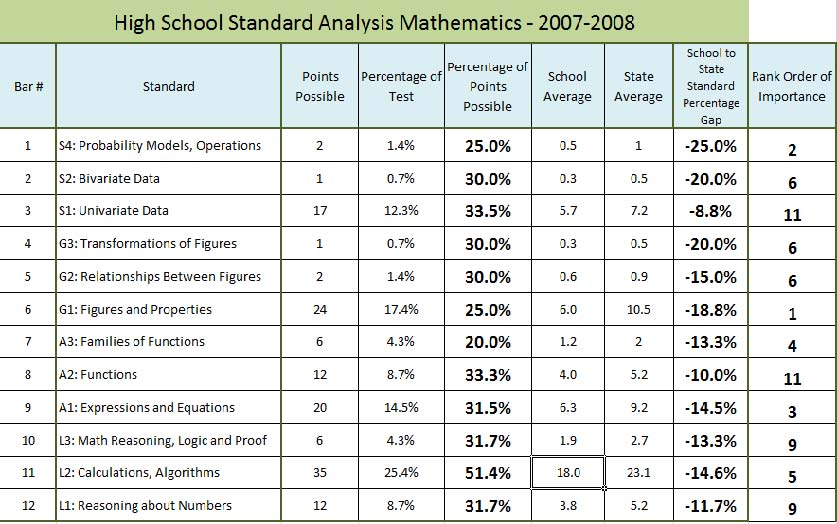 High School Standard Analysis Mathematics - 2007-2008
Bar # Standard Points Possible Percentage of Test Percentage of Points Possible School Average State Average School to State Standard Percentage Gap Rank Order of Importance
1 S4: Probability Models, Operations 2 1.4% 25.0% 0.5 1 -25.0% 2
2 S2: Bivariate Data 1 0.7% 30.0% 0.3 0.5 -20.0% 6
3 S1: Univariate Data 17 12.3% 33.5% 5.7 7.2 -8.8% 11
4 G3: Transformations of Figures 1 0.7% 30.0% 0.3 0.5 -20.0% 6
5 G2: Relationships Between Figures 2 1.4% 30.0% 0.6 0.9 -15.0% 6
6 G1: Figures and Properties 24 17.4% 25.0% 6.0 10.5 -18.8% 1
7 A3: Families of Functions 6 4.3% 20.0% 1.2 2 -13.3% 4
8 A2: Functions 12 8.7% 33.3% 4.0 5.2 -10.0% 11
9 A1: Expressions and Equations 20 14.5% 31.5% 6.3 9.2 -14.5% 3
10 L3: Math Reasoning, Logic and Proof 6 4.3% 31.7% 1.9 2.7 -13.3% 9
11 L2: Calculations, Algorithms 35 25.4% 51.4% 18.0 23.1 -14.6% 5
12 L1: Reasoning about Numbers 12 8.7% 31.7% 3.8 5.2 -11.7% 9